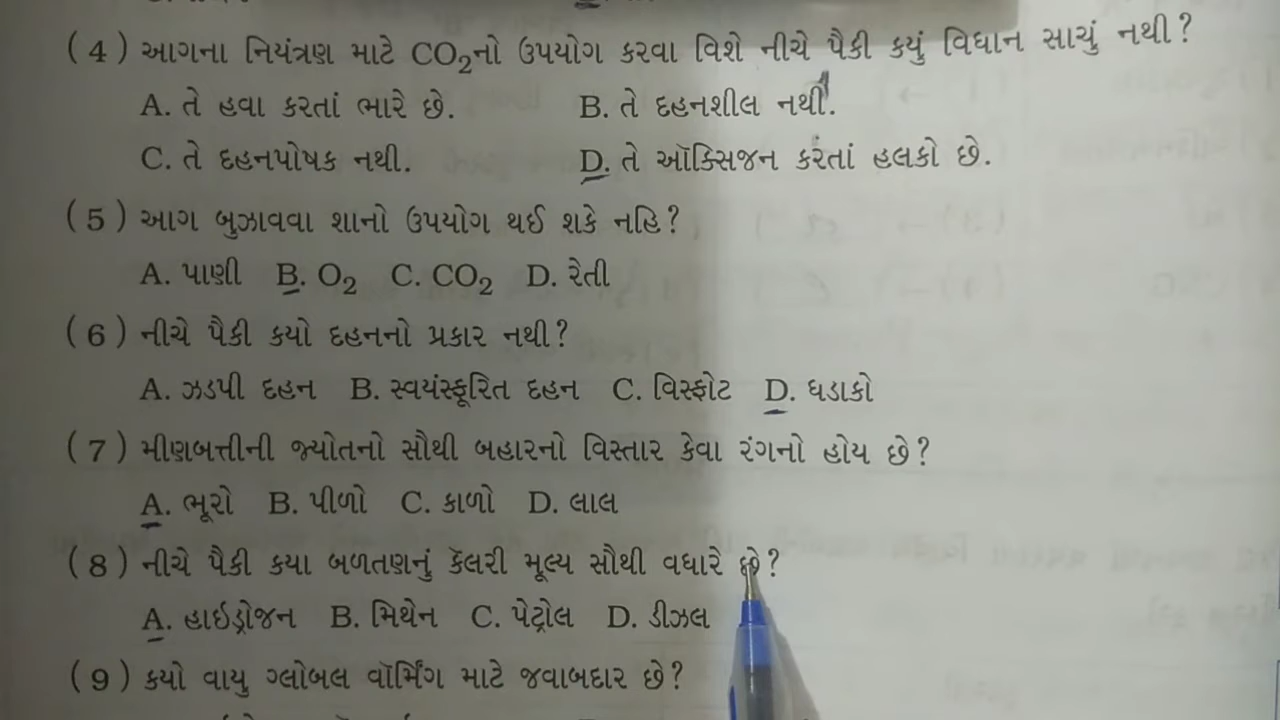 (4) આગના નિયંત્રણ માટે CO₂નો ઉપયોગ કરવા વિશે નીચે પૈકી કયું વિધાન સાચું નથી?
A. તે હવા કરતાં ભારે છે. B. તે દહનશીલ નથી.
C. તે દહનપોષક નથી. D. તે ઑક્સિજન કરતાં હલકો છે.
(5) આગ બુઝાવવા શાનો ઉપયોગ થઈ શકે નહિ?
A. પાણી B. O₂ C. CO₂ D. રેતી
(6) નીચે પૈકી કયો દહનનો પ્રકાર નથી?
A. ઝડપી દહન B. સ્વયંસ્ફૂરિત દહન C. વિસ્ફોટ D. ધડાકો
(7) મીણબત્તીની જ્યોતનો સૌથી બહારનો વિસ્તાર કેવા રંગનો હોય છે?
A. ભૂરો B. પીળો C. કાળો D. લાલ
(8) નીચે પૈકી કયા બળતણનું કૅલરી મૂલ્ય સૌથી વધારે છે?
A. હાઇડ્રોજન B. મિથેન C. પેટ્રોલ D. ડીઝલ
(9) કયો વાયુ ગ્લોબલ વૉર્મિંગ માટે જવાબદાર છે?